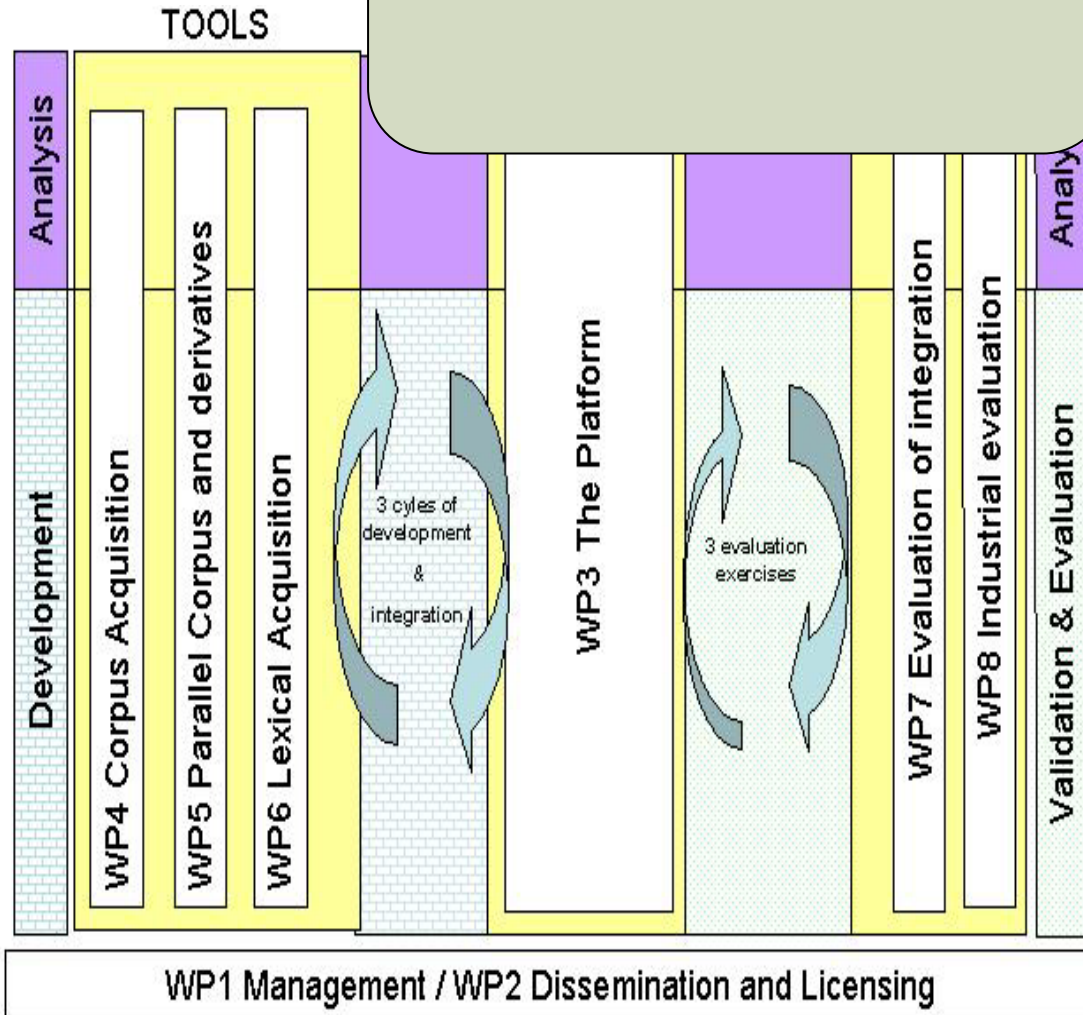 TOOLS
Analysis
Development
WP4 Corpus Acquisition
WP5 Parallel Corpus and derivatives
WP6 Lexical Acquisition
3 cyles of
development
&
integration
WP3 The Platform
3 evaluation
exercises
WP7 Evaluation of integration
WP8 Industrial evaluation
Analy
Validation & Evaluation
WP1 Management / WP2 Dissemination and Licensing